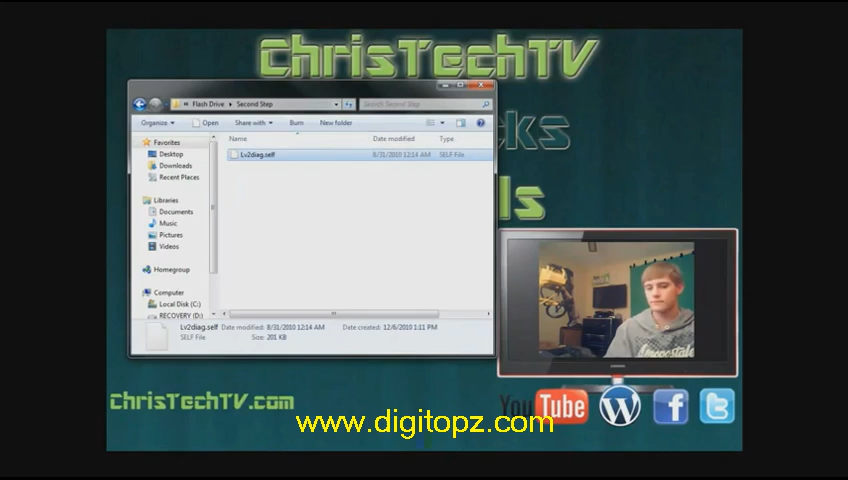 ChrisTechTV
cks
ls
Flash Drive ▸ Second Step
Search Second Step
Organize
Open
Share with
Burn
New folder
Name
Date modified
Type
Lv2diag.self
8/31/2010 12:14 AM
SELF File
Favorites
Desktop
Downloads
Recent Places
Libraries
Documents
Music
Pictures
Videos
Homegroup
Computer
Local Disk (C:)
RECOVERY (D:)
Lv2diag.self Date modified: 8/31/2010 12:14 AM Date created: 12/6/2010 1:11 PM
SELF File Size: 201 KB
ChrisTechTV.com
YouTube
www.digitopz.com